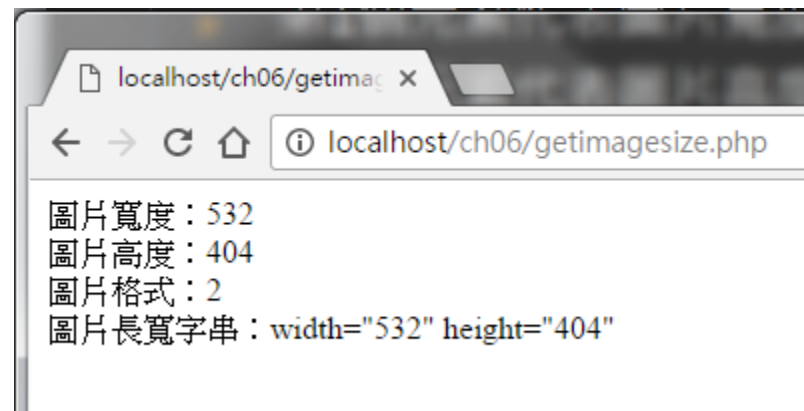 localhost/ch06/getimag
localhost/ch06/getimagesize.php
圖片寬度：532
圖片高度：404
圖片格式：2
圖片長寬字串：width="532" height="404"